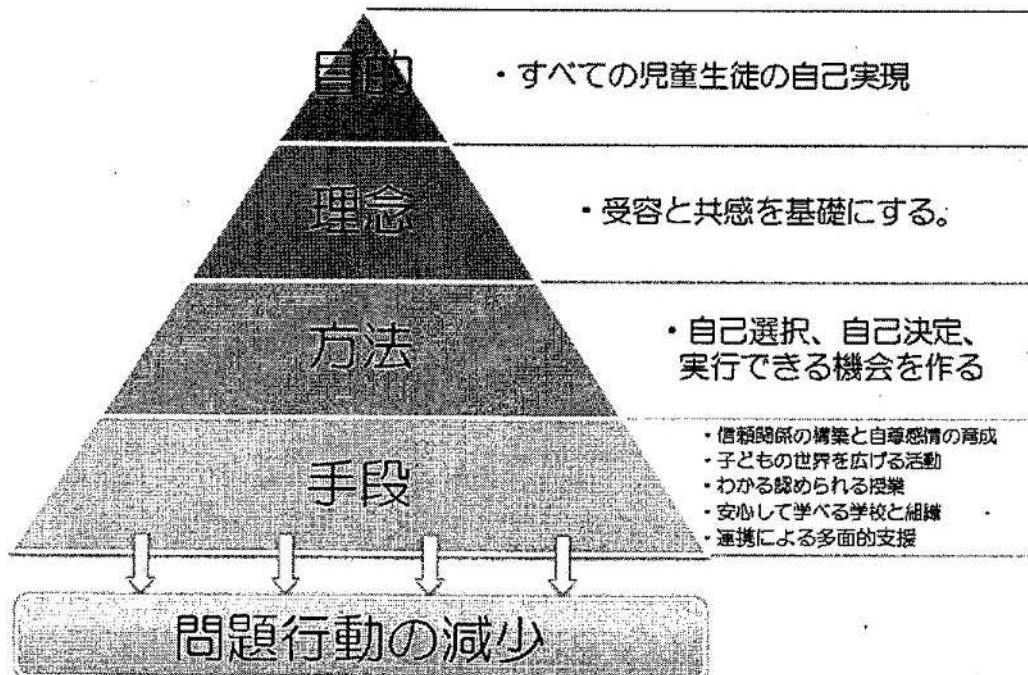 目的
・すべての児童生徒の自己実現
理念
・受容と共感を基礎にする。
方法
・自己選択、自己決定、
実行できる機会を作る
手段
・信頼関係の構築と自尊感情の育成
・子どもの世界を広げる活動
・わかる認められる授業
・安心して学べる学校と組織
・連携による多面的支援
問題行動の減少